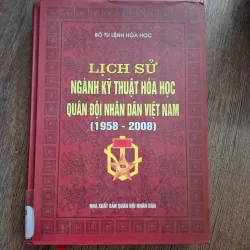 BỘ TƯ LỆNH HÓA HỌC
LỊCH SỬ
NGÀNH KỸ THUẬT HÓA HỌC
QUÂN ĐỘI NHÂN DÂN VIỆT NAM
(1958 - 2008)
NHÀ XUẤT BẢN QUÂN ĐỘI NHÂN DÂN